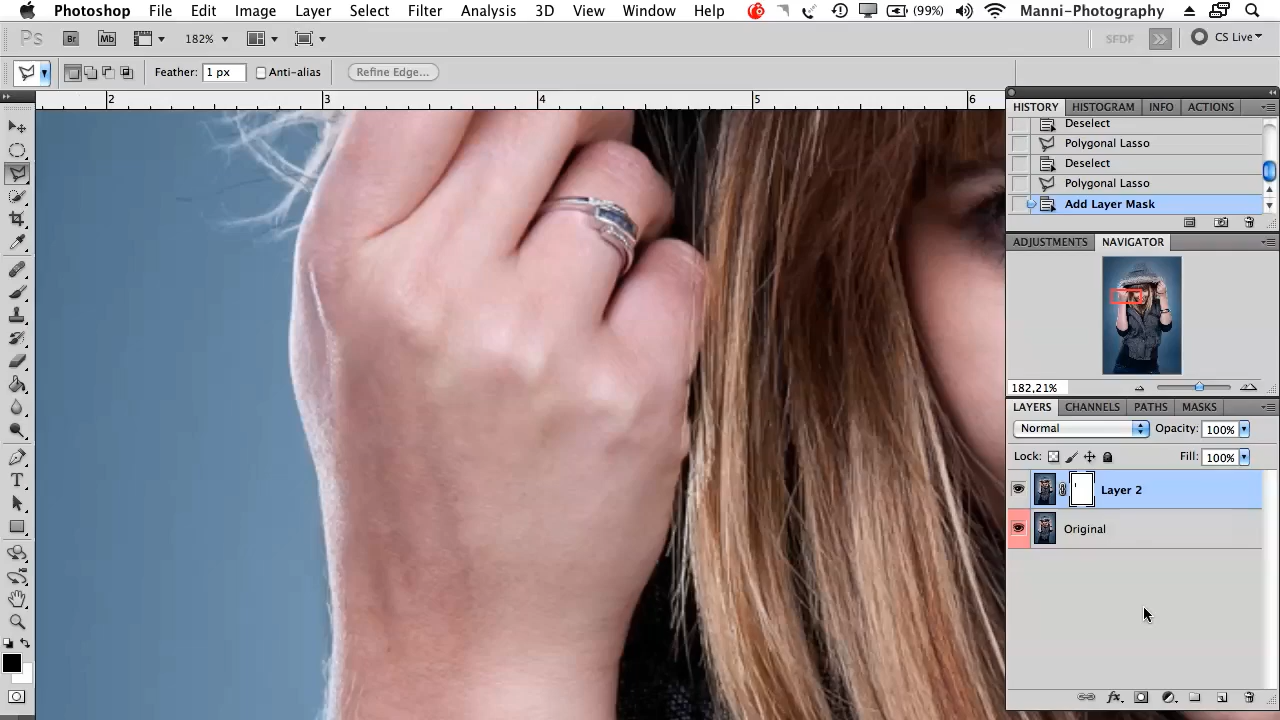 Photoshop File Edit Image Layer Select Filter Analysis 3D View Window Help (99%) Manni-Photography
Ps Br Mb 182% SFDF CS Live
Feather: 1 px Anti-alias Refine Edge...
2 3 4 5 6
HISTORY HISTOGRAM INFO ACTIONS
Deselect
Polygonal Lasso
Deselect
Polygonal Lasso
Add Layer Mask
ADJUSTMENTS NAVIGATOR
182,21%
LAYERS CHANNELS PATHS MASKS
Normal Opacity: 100%
Lock: Fill: 100%
Layer 2
Original
fx
T